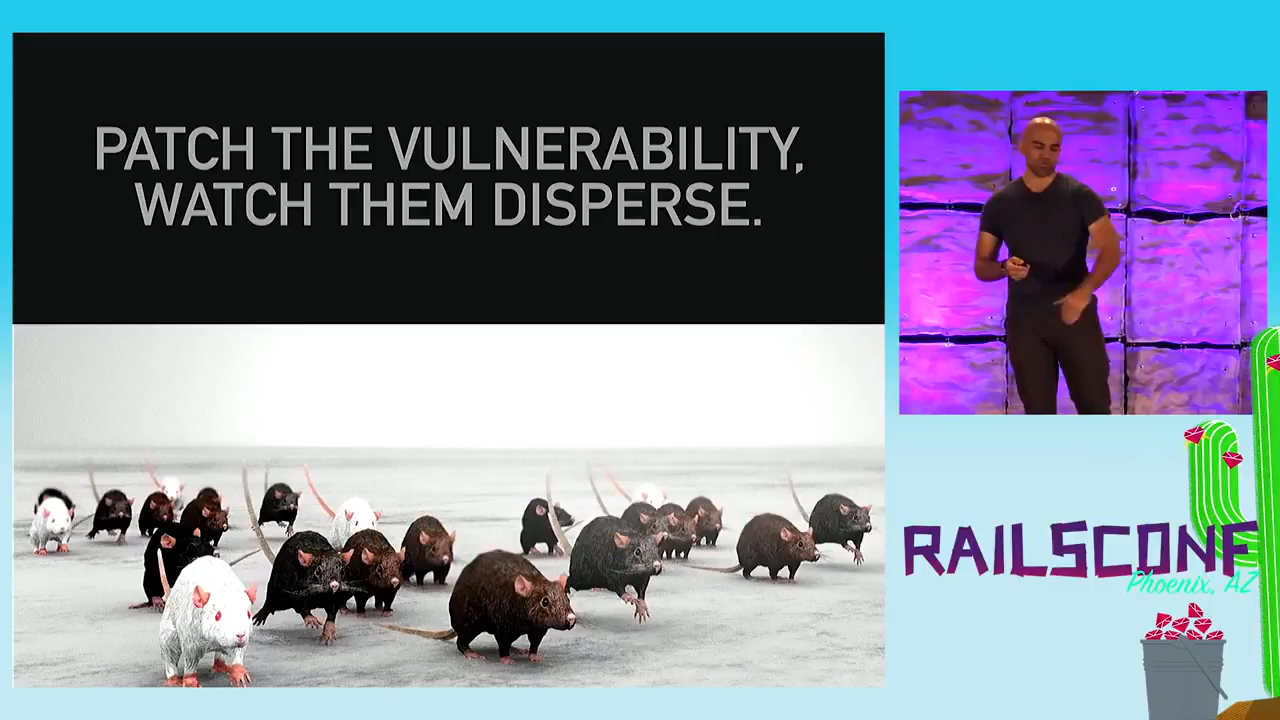 PATCH THE VULNERABILITY,
WATCH THEM DISPERSE.
RAILSCONF
Phoenix, AZ